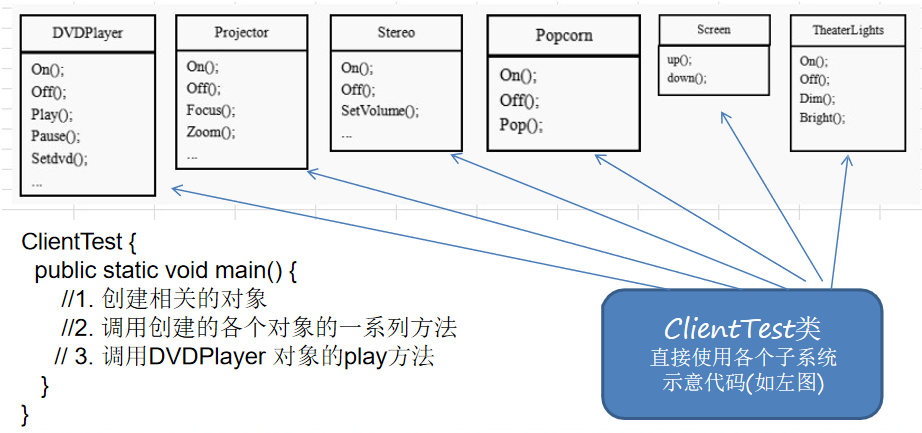 DVDPlayer
On();
Off();
Play();
Pause();
Setdvd();
...
Projector
On();
Off();
Focus();
Zoom();
...
Stereo
On();
Off();
SetVolume();
...
Popcorn
On();
Off();
Pop();
Screen
up();
down();
TheaterLights
On();
Off();
Dim();
Bright();
ClientTest {
public static void main() {
//1. 创建相关的对象
//2. 调用创建的各个对象的一系列方法
// 3. 调用DVDPlayer 对象的play方法
}
}
ClientTest类
直接使用各个子系统
示意代码(如左图)